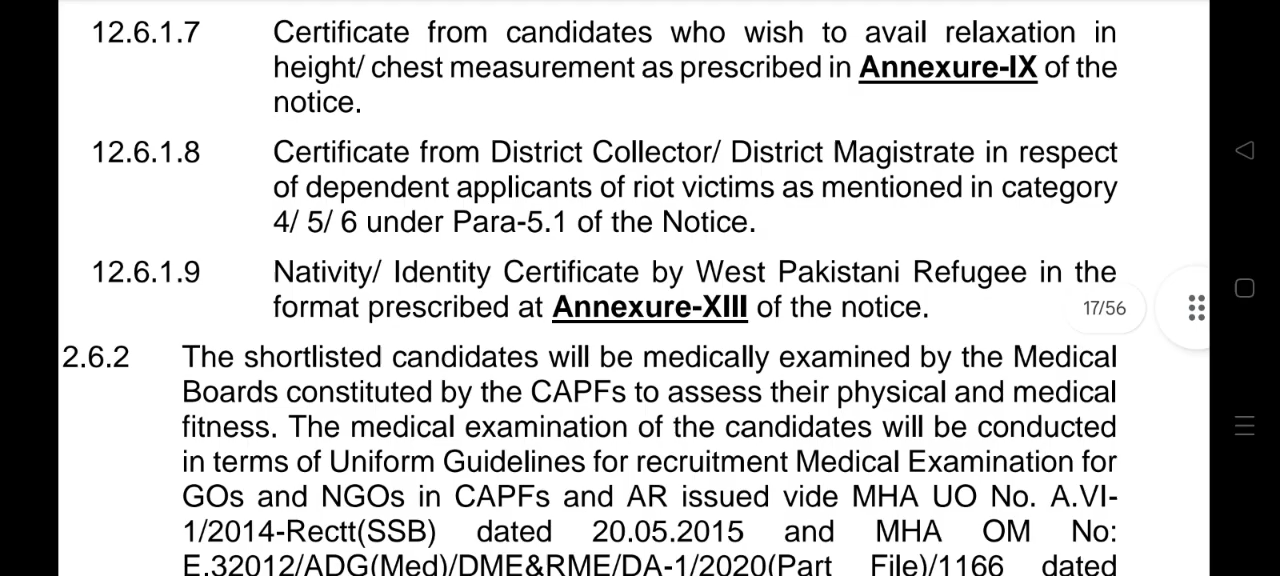 12.6.1.7 Certificate from candidates who wish to avail relaxation in
height/ chest measurement as prescribed in Annexure-IX of the
notice.
12.6.1.8 Certificate from District Collector/ District Magistrate in respect
of dependent applicants of riot victims as mentioned in category
4/ 5/ 6 under Para-5.1 of the Notice.
12.6.1.9 Nativity/ Identity Certificate by West Pakistani Refugee in the
format prescribed at Annexure-XIII of the notice.
17/56
2.6.2 The shortlisted candidates will be medically examined by the Medical
Boards constituted by the CAPFs to assess their physical and medical
fitness. The medical examination of the candidates will be conducted
in terms of Uniform Guidelines for recruitment Medical Examination for
GOs and NGOs in CAPFs and AR issued vide MHA UO No. A.VI-
1/2014-Rectt(SSB) dated 20.05.2015 and MHA OM No:
E.32012/ADG(Med)/DME&RME/DA-1/2020(Part File)/1166 dated